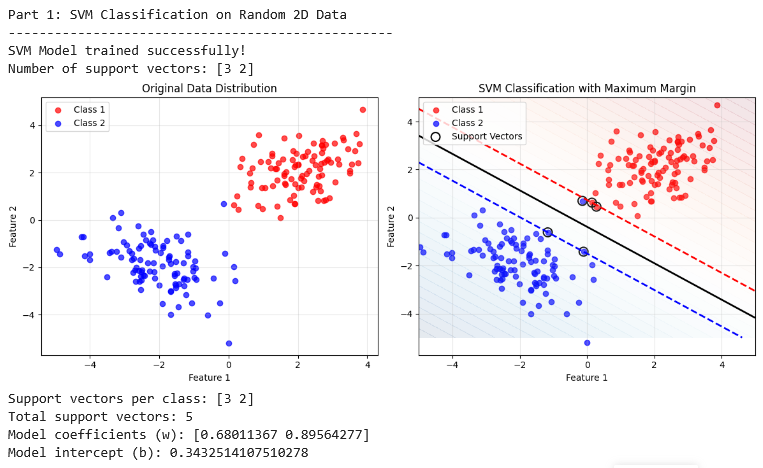 Part 1: SVM Classification on Random 2D Data
--------------------------------------------------
SVM Model trained successfully!
Number of support vectors: [3 2]
Original Data Distribution
Class 1
Class 2
4
2
0
−2
−4
Feature 2
−4
−2
0
2
4
Feature 1
SVM Classification with Maximum Margin
Class 1
Class 2
Support Vectors
4
2
0
−2
−4
Feature 2
−4
−2
0
2
4
Feature 1
Support vectors per class: [3 2]
Total support vectors: 5
Model coefficients (w): [0.68011367 0.89564277]
Model intercept (b): 0.3432514107510278